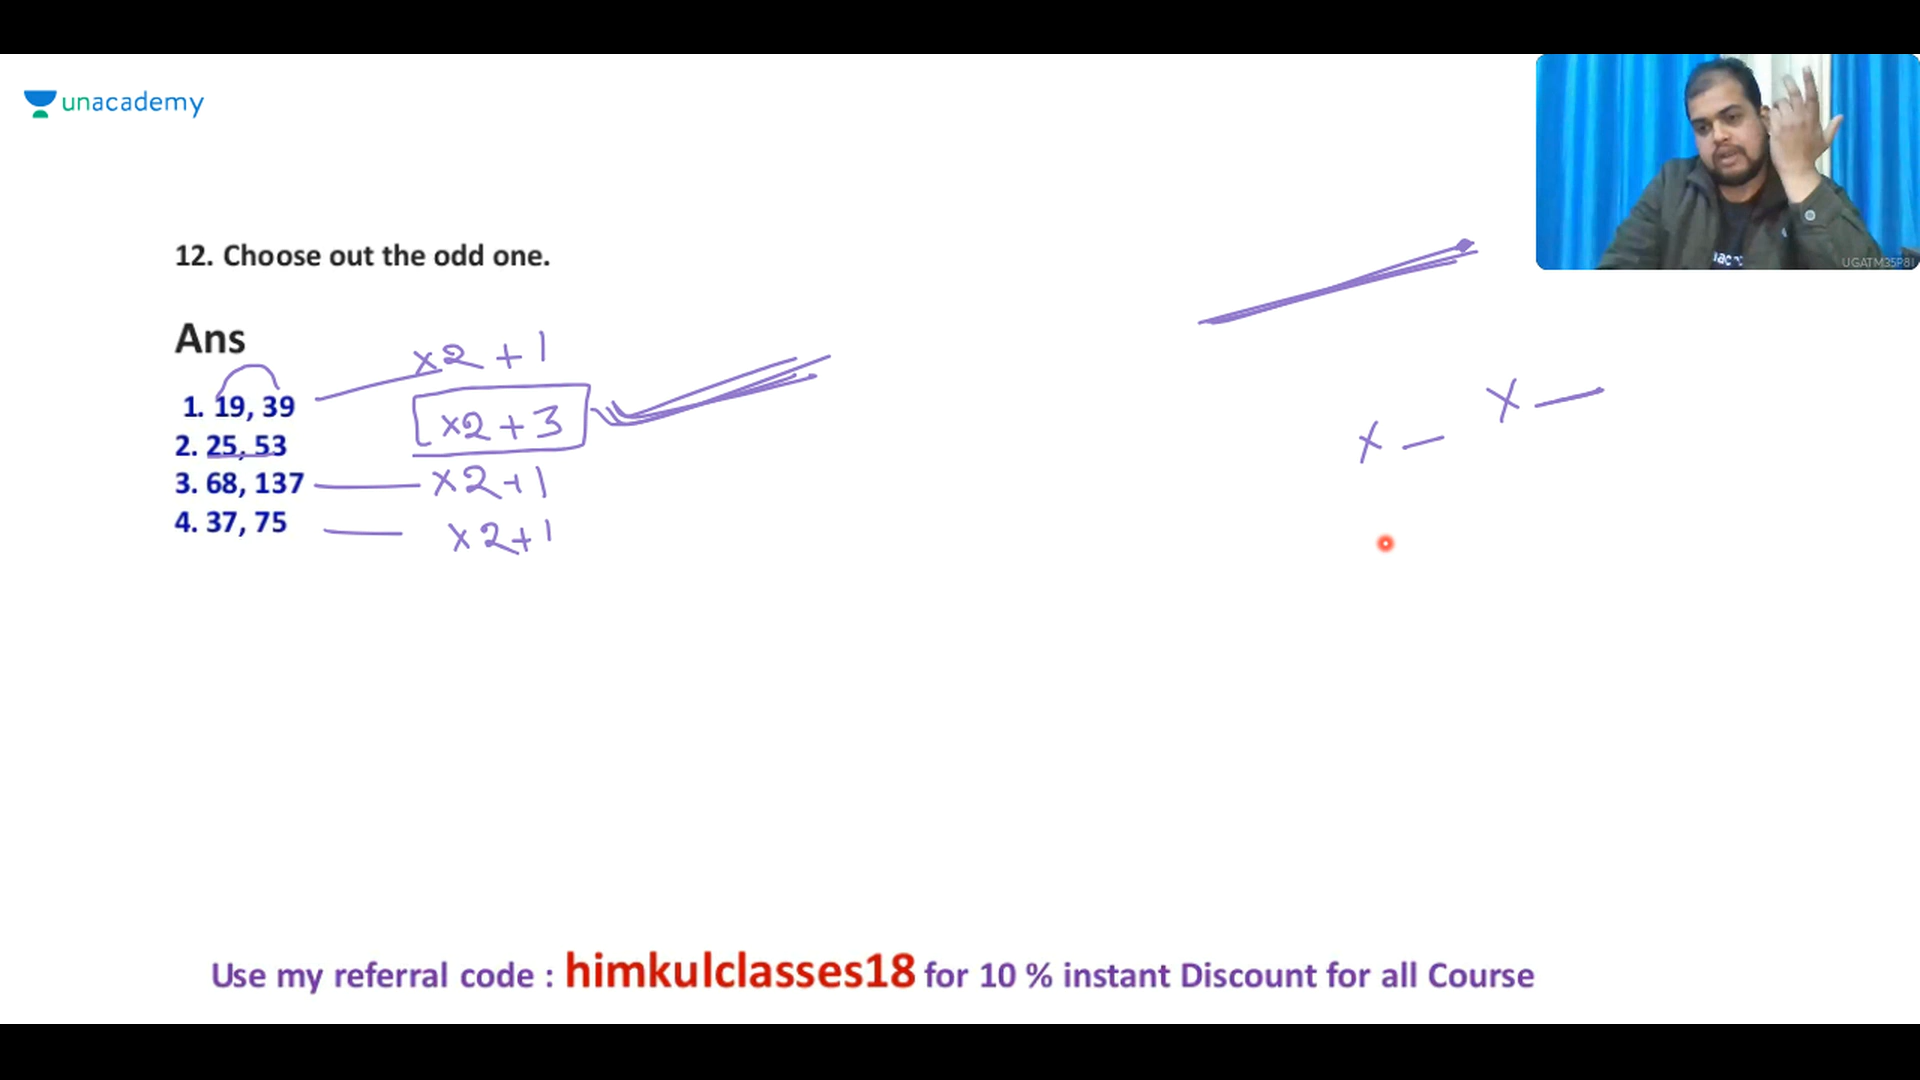 unacademy
UGATM35P8I
12. Choose out the odd one.
Ans
×2 + 1
1. 19, 39
×2 + 3
2. 25, 53
3. 68, 137
×2+1
4. 37, 75
×2+1
x —
x —
Use my referral code : himkulclasses18 for 10 % instant Discount for all Course